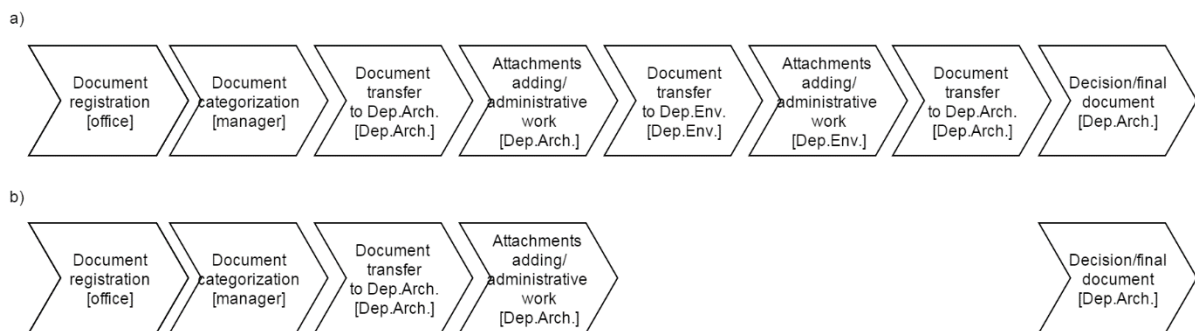 a)
Document
registration
[office]
Document
categorization
[manager]
Document
transfer
to Dep.Arch.
[Dep.Arch.]
Attachments
adding/
administrative
work
[Dep.Arch.]
Document
transfer
to Dep.Env.
[Dep.Env.]
Attachments
adding/
administrative
work
[Dep.Env.]
Document
transfer
to Dep.Arch.
[Dep.Arch.]
Decision/final
document
[Dep.Arch.]
b)
Document
registration
[office]
Document
categorization
[manager]
Document
transfer
to Dep.Arch.
[Dep.Arch.]
Attachments
adding/
administrative
work
[Dep.Arch.]
Decision/final
document
[Dep.Arch.]